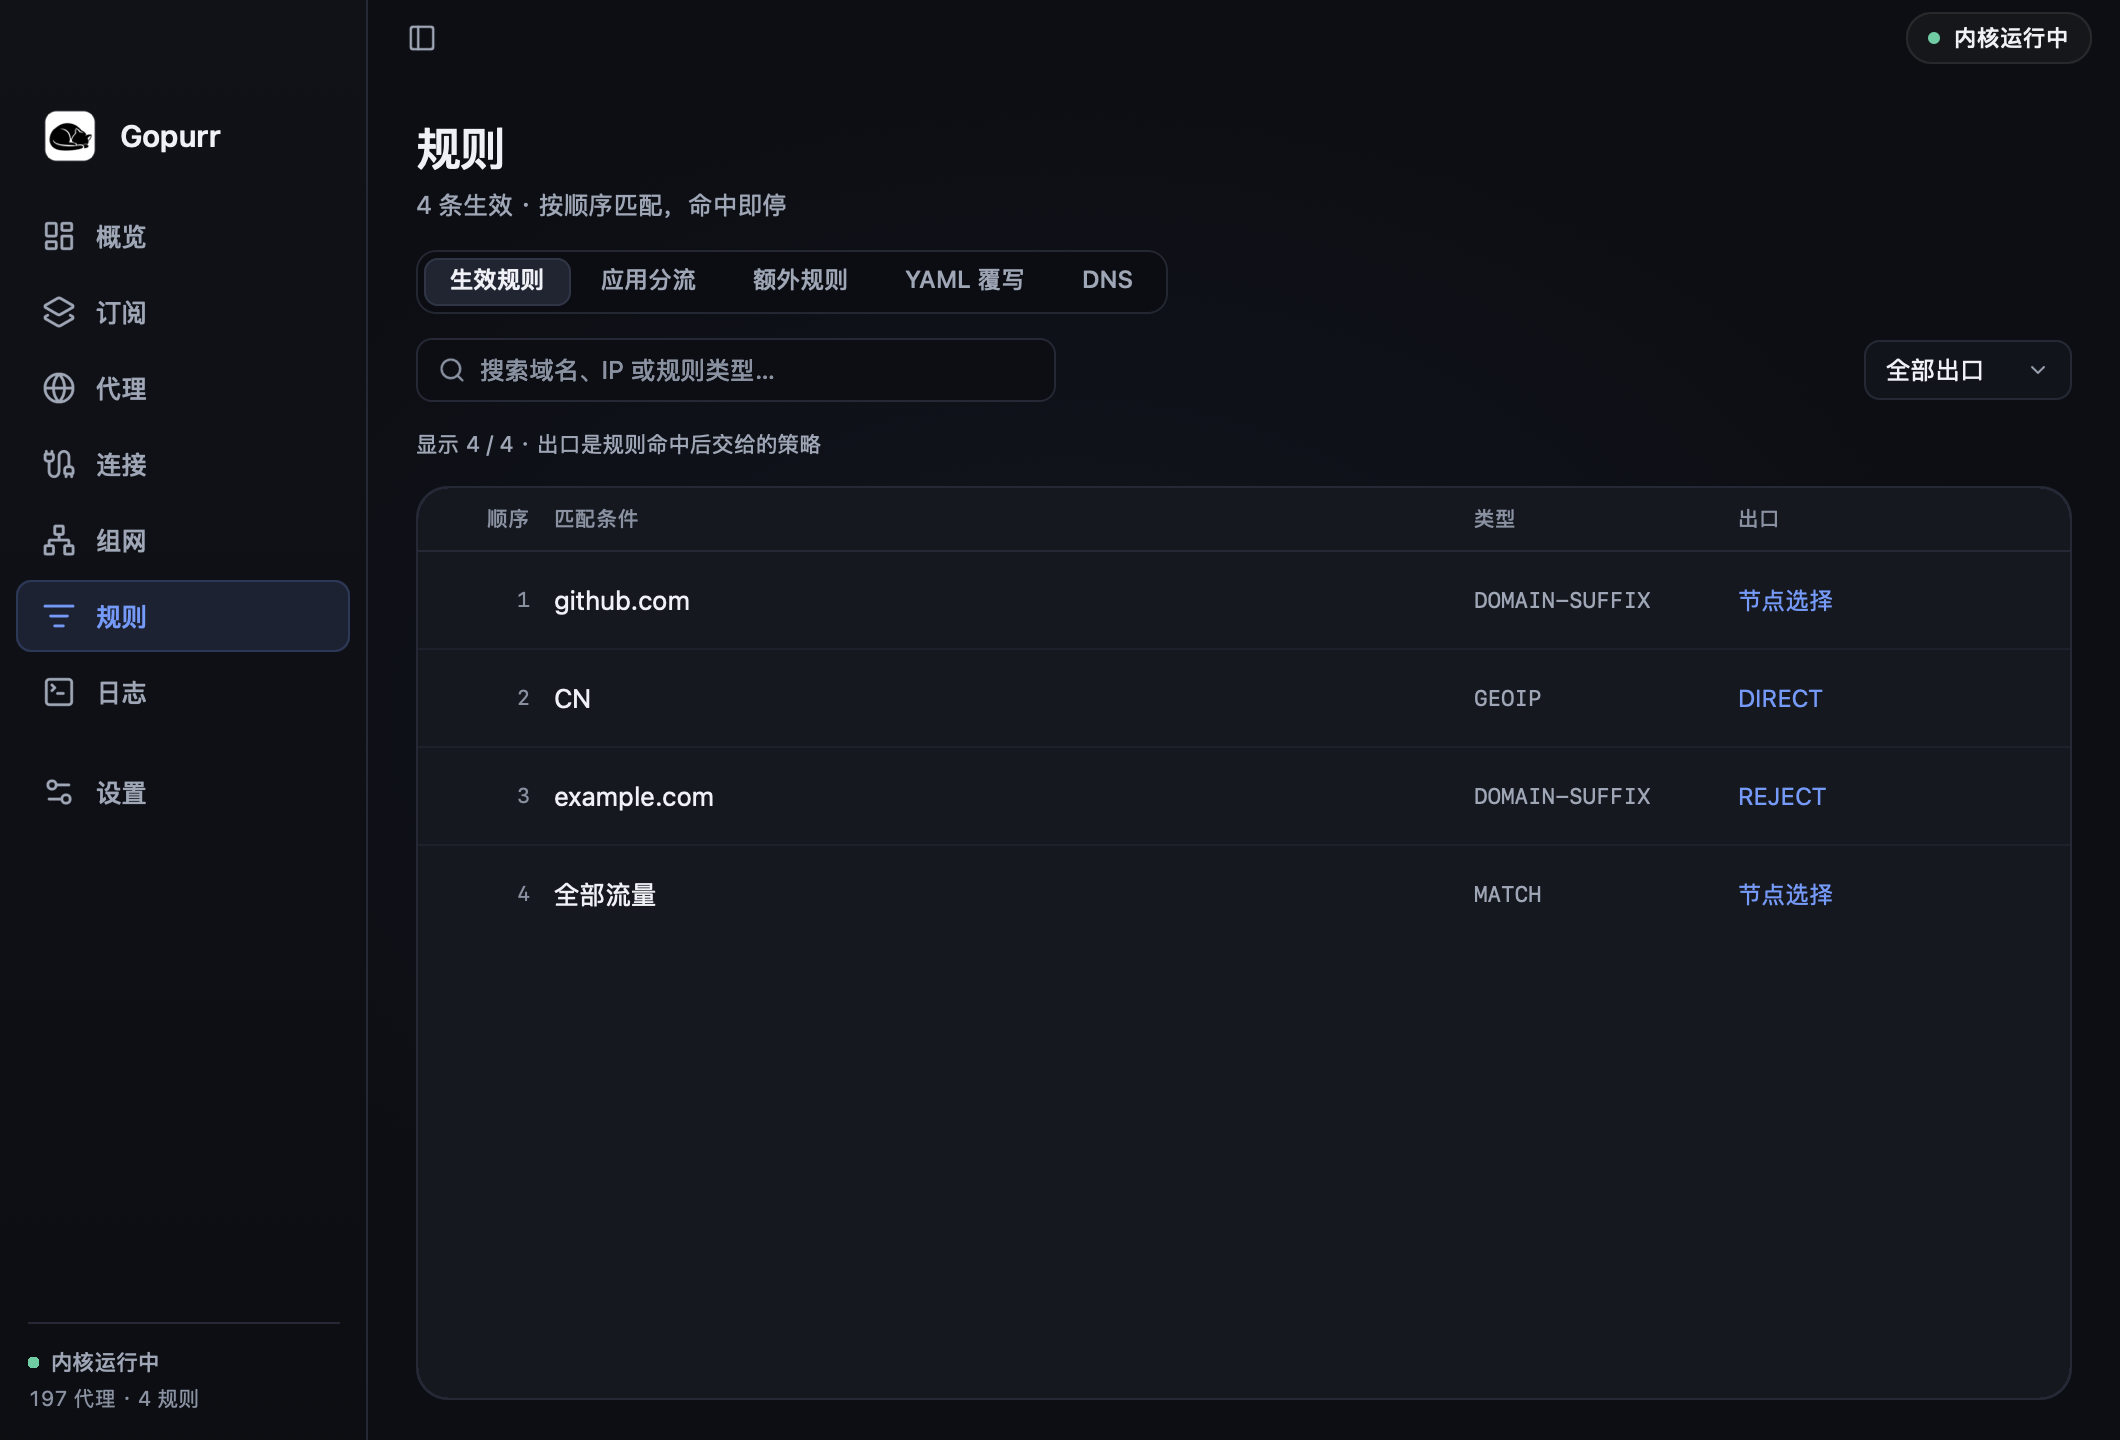 内核运行中
Gopurr
概览
订阅
代理
连接
组网
规则
日志
设置
内核运行中
197 代理 · 4 规则
规则
4 条生效 · 按顺序匹配，命中即停
生效规则 应用分流 额外规则 YAML 覆写 DNS
搜索域名、IP 或规则类型...
全部出口
显示 4 / 4 · 出口是规则命中后交给的策略
顺序 匹配条件 类型 出口
1 github.com DOMAIN-SUFFIX 节点选择
2 CN GEOIP DIRECT
3 example.com DOMAIN-SUFFIX REJECT
4 全部流量 MATCH 节点选择